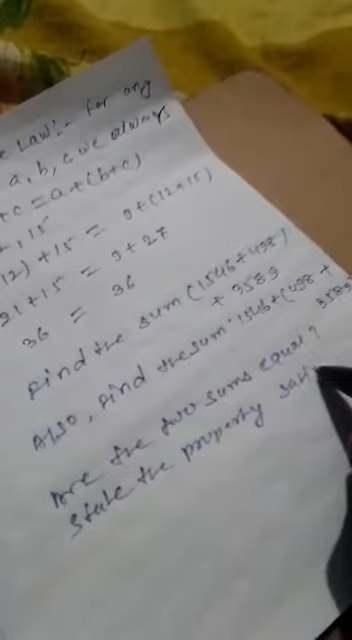 Law:- for any
a, b, c we always
+c = a+(b+c)
, 15
12) + 15 = 9+(12+15)
21+15 = 9+27
36 = 36
Find the sum (1546+498)
+ 3589
Also, find the sum 1546+(498+
3589
Are the two sums equal?
State the property sati